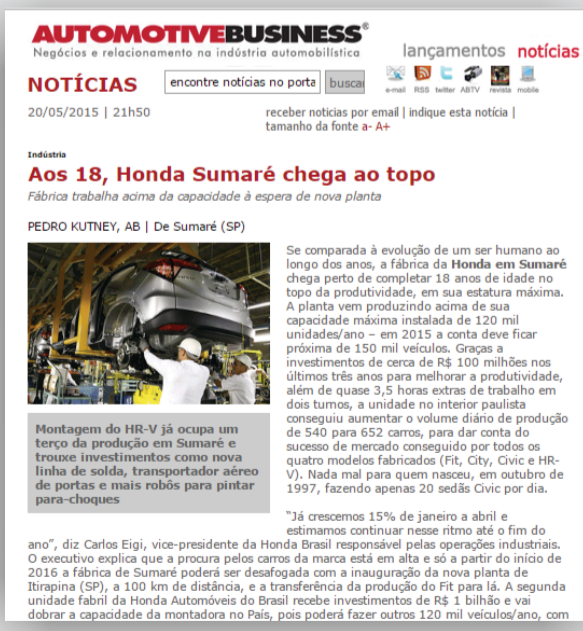 AUTOMOTIVEBUSINESS®
Negócios e relacionamento na indústria automobilística
lançamentos notícias
NOTÍCIAS
encontre notícias no porta
buscar
e-mail RSS twitter ABTV revista mobile
20/05/2015 | 21h50
receber noticias por email | indique esta notícia |
tamanho da fonte a- A+
Indústria
Aos 18, Honda Sumaré chega ao topo
Fábrica trabalha acima da capacidade à espera de nova planta
PEDRO KUTNEY, AB | De Sumaré (SP)
Montagem do HR-V já ocupa um
terço da produção em Sumaré e
trouxe investimentos como nova
linha de solda, transportador aéreo
de portas e mais robôs para pintar
para-choques
Se comparada à evolução de um ser humano ao
longo dos anos, a fábrica da Honda em Sumaré
chega perto de completar 18 anos de idade no
topo da produtividade, em sua estatura máxima.
A planta vem produzindo acima de sua
capacidade máxima instalada de 120 mil
unidades/ano – em 2015 a conta deve ficar
próxima de 150 mil veículos. Graças a
investimentos de cerca de R$ 100 milhões nos
últimos três anos para melhorar a produtividade,
além de quase 3,5 horas extras de trabalho em
dois turnos, a unidade no interior paulista
conseguiu aumentar o volume diário de produção
de 540 para 652 carros, para dar conta do
sucesso de mercado conseguido por todos os
quatro modelos fabricados (Fit, City, Civic e HR-
V). Nada mal para quem nasceu, em outubro de
1997, fazendo apenas 20 sedãs Civic por dia.
"Já crescemos 15% de janeiro a abril e
estimamos continuar nesse ritmo até o fim do
ano", diz Carlos Eigi, vice-presidente da Honda Brasil responsável pelas operações industriais.
O executivo explica que a procura pelos carros da marca está em alta e só a partir do início de
2016 a fábrica de Sumaré poderá ser desafogada com a inauguração da nova planta de
Itirapina (SP), a 100 km de distância, e a transferência da produção do Fit para lá. A segunda
unidade fabril da Honda Automóveis do Brasil recebe investimentos de R$ 1 bilhão e vai
dobrar a capacidade da montadora no País, pois poderá fazer outros 120 mil veículos/ano, com